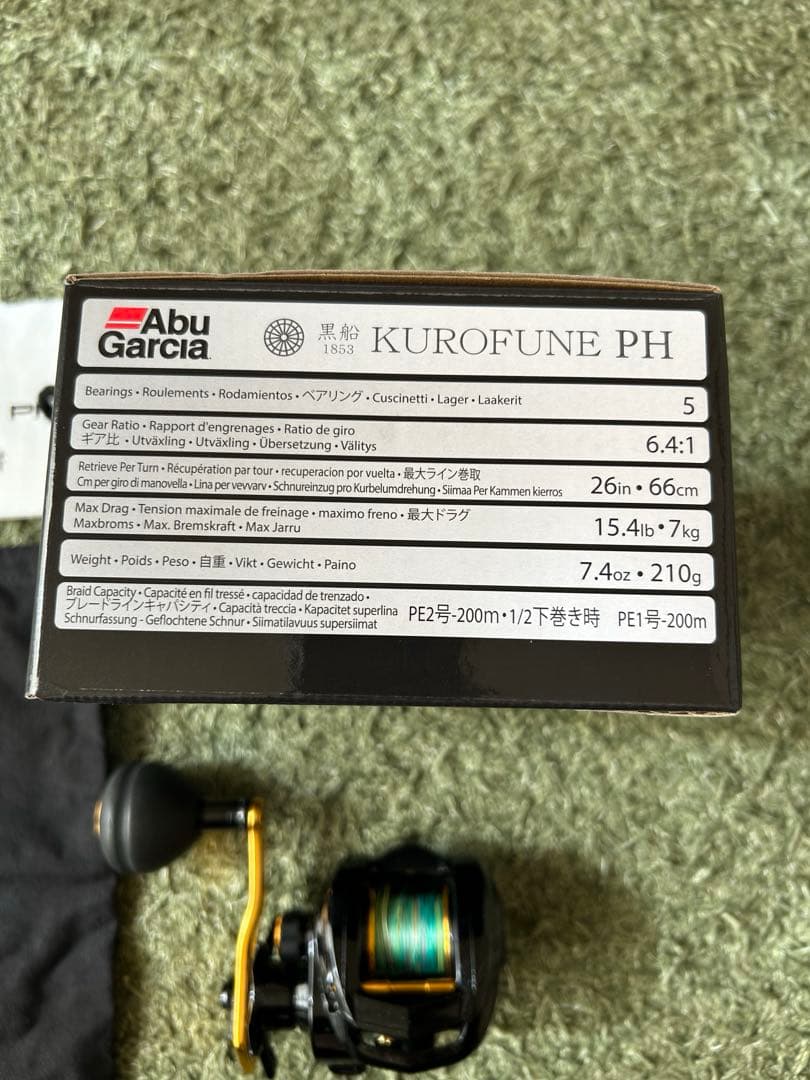 Abu
Garcia
黒船
1853
KUROFUNE PH
Bearings • Roulements • Rodamientos • ベアリング • Cuscinetti • Lager • Laakerit
5
Gear Ratio • Rapport d'engrenages • Ratio de giro
ギア比 • Utväxling • Utväxling • Übersetzung • Välitys
6.4:1
Retrieve Per Turn • Récupération par tour • recuperacion por vuelta • 最大ライン巻取
Cm per giro di manovella • Lina per vevvarv • Schnureinzug pro Kurbelumdrehung • Siimaa Per Kammen kierros
26in • 66cm
Max Drag • Tension maximale de freinage • maximo freno • 最大ドラグ
Maxbroms • Max. Bremskraft • Max Jarru
15.4lb • 7kg
Weight • Poids • Peso • 自重 • Vikt • Gewicht • Paino
7.4oz • 210g
Braid Capacity • Capacité en fil tressé • capacidad de trenzado •
ブレードラインキャパシティ • Capacità treccia • Kapacitet superlina
Schnurfassung - Geflochtene Schnur • Siimatilavuus supersiimat
PE2号-200m • 1/2下巻き時 PE1号-200m